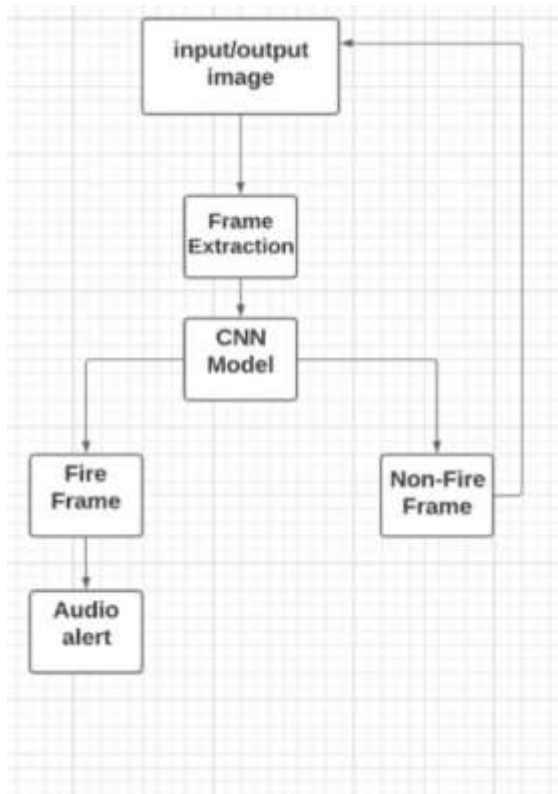 input/output
image
Frame
Extraction
CNN
Model
Fire
Frame
Non-Fire
Frame
Audio
alert